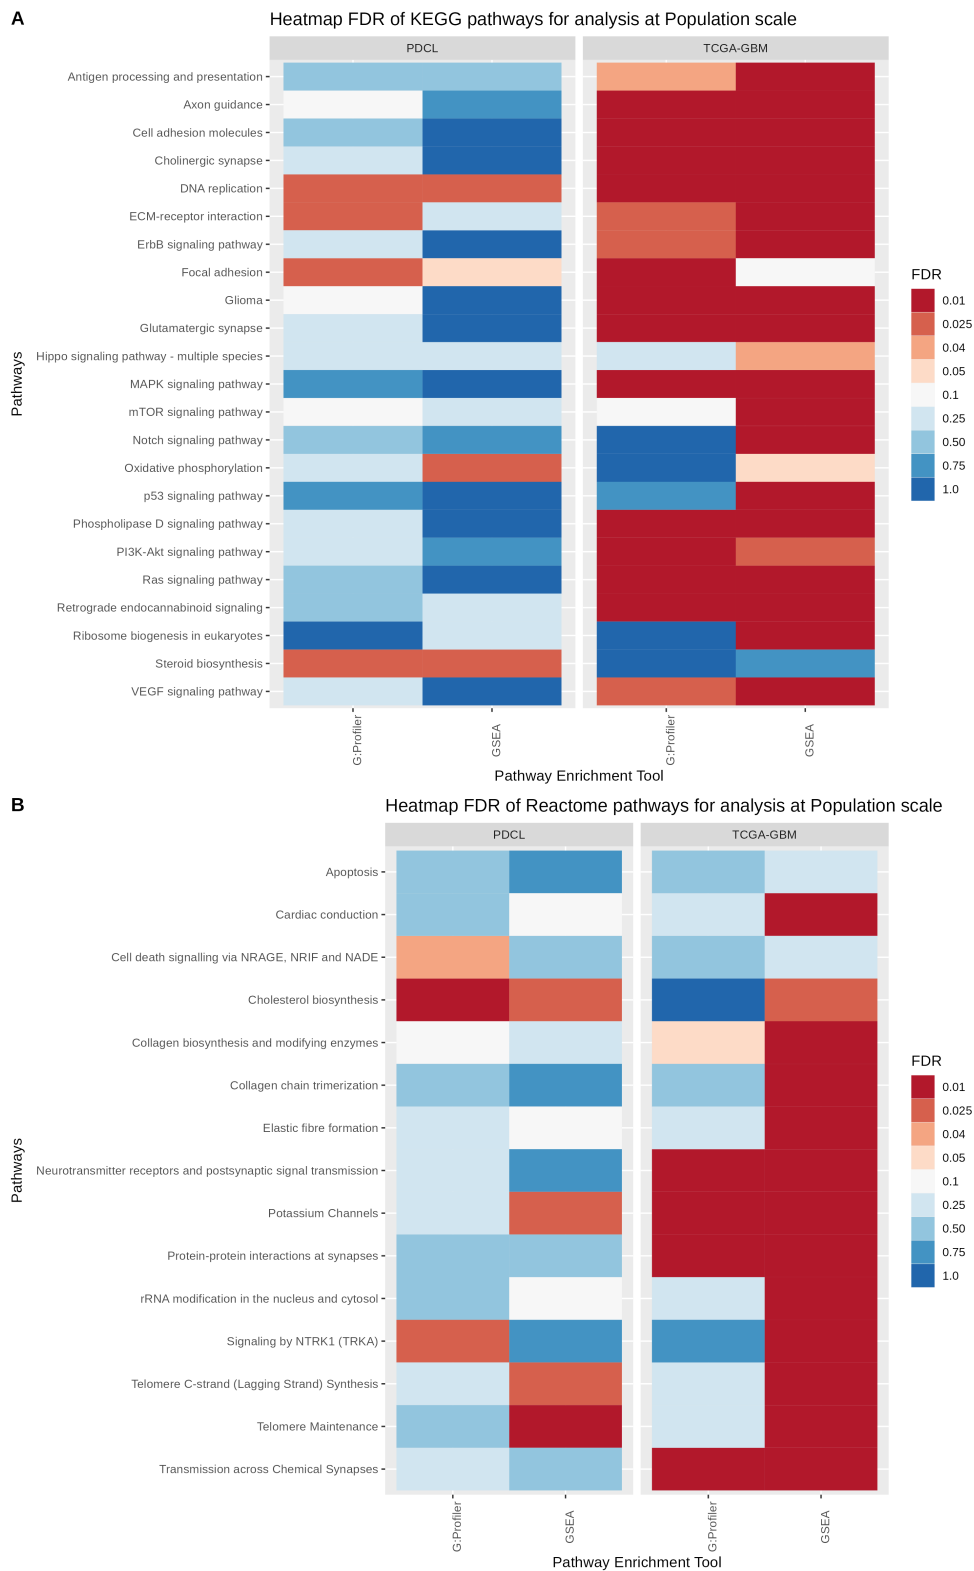 A
Heatmap FDR of KEGG pathways for analysis at Population scale
PDCL
TCGA-GBM
Pathways
Antigen processing and presentation
Axon guidance
Cell adhesion molecules
Cholinergic synapse
DNA replication
ECM-receptor interaction
ErbB signaling pathway
Focal adhesion
Glioma
Glutamatergic synapse
Hippo signaling pathway - multiple species
MAPK signaling pathway
mTOR signaling pathway
Notch signaling pathway
Oxidative phosphorylation
p53 signaling pathway
Phospholipase D signaling pathway
PI3K-Akt signaling pathway
Ras signaling pathway
Retrograde endocannabinoid signaling
Ribosome biogenesis in eukaryotes
Steroid biosynthesis
VEGF signaling pathway
G:Profiler
GSEA
G:Profiler
GSEA
Pathway Enrichment Tool
FDR
0.01
0.025
0.04
0.05
0.1
0.25
0.50
0.75
1.0
B
Heatmap FDR of Reactome pathways for analysis at Population scale
PDCL
TCGA-GBM
Pathways
Apoptosis
Cardiac conduction
Cell death signalling via NRAGE, NRIF and NADE
Cholesterol biosynthesis
Collagen biosynthesis and modifying enzymes
Collagen chain trimerization
Elastic fibre formation
Neurotransmitter receptors and postsynaptic signal transmission
Potassium Channels
Protein-protein interactions at synapses
rRNA modification in the nucleus and cytosol
Signaling by NTRK1 (TRKA)
Telomere C-strand (Lagging Strand) Synthesis
Telomere Maintenance
Transmission across Chemical Synapses
G:Profiler
GSEA
G:Profiler
GSEA
Pathway Enrichment Tool
FDR
0.01
0.025
0.04
0.05
0.1
0.25
0.50
0.75
1.0